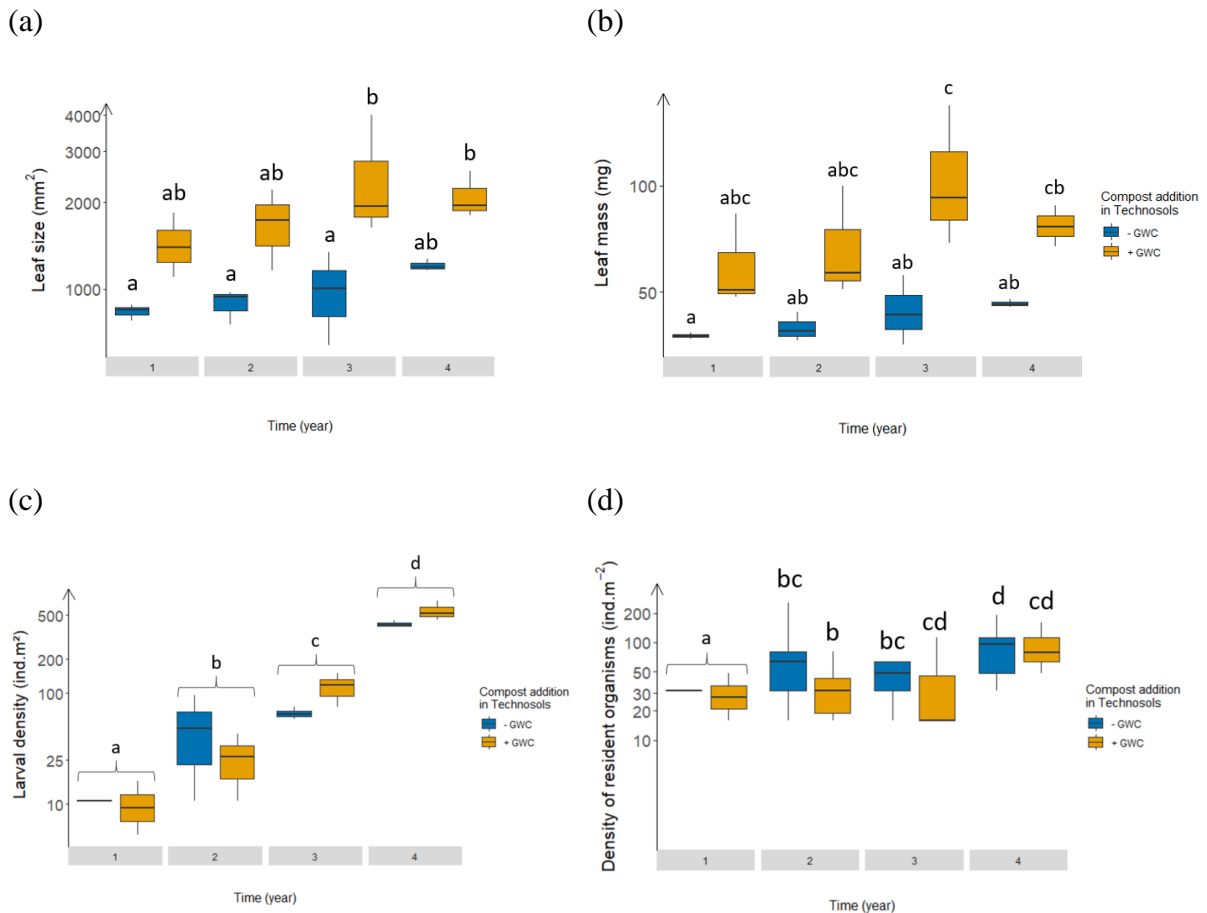 (a)
Leaf size (mm²)
4000
3000
2000
1000
a
ab
a
ab
a
b
ab
b
1
2
3
4
Time (year)
(b)
Leaf mass (mg)
100
50
a
abc
ab
abc
ab
c
ab
cb
1
2
3
4
Time (year)
Compost addition
in Technosols
- GWC
+ GWC
(c)
Larval density (ind.m²)
500
200
100
25
10
a
b
c
d
1
2
3
4
Time (year)
Compost addition
in Technosols
- GWC
+ GWC
(d)
Density of resident organisms (ind.m⁻²)
200
100
50
30
20
10
a
bc
b
bc
cd
d
cd
1
2
3
4
Time (year)
Compost addition
in Technosols
- GWC
+ GWC